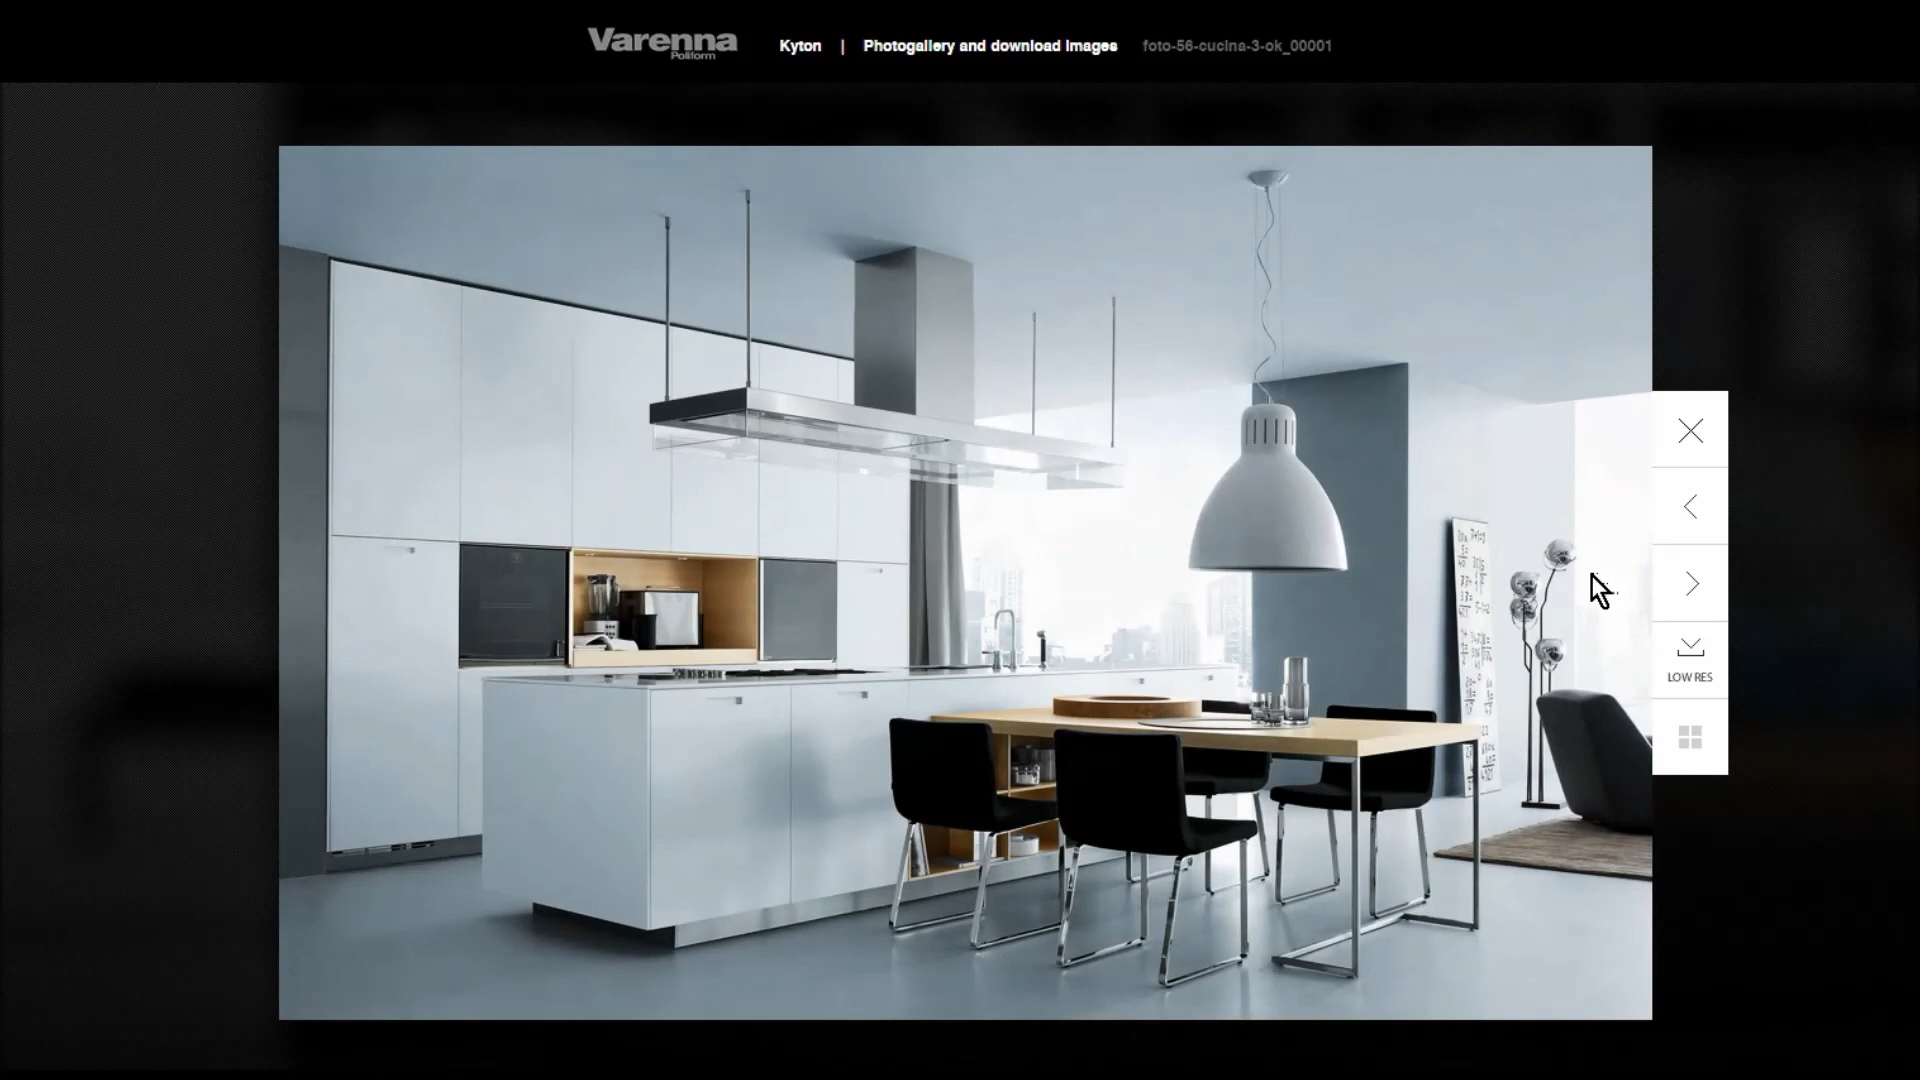 Varenna
Poliform
Kyton | Photogallery and download images foto-56-cucina-3-ok_00001
LOW RES